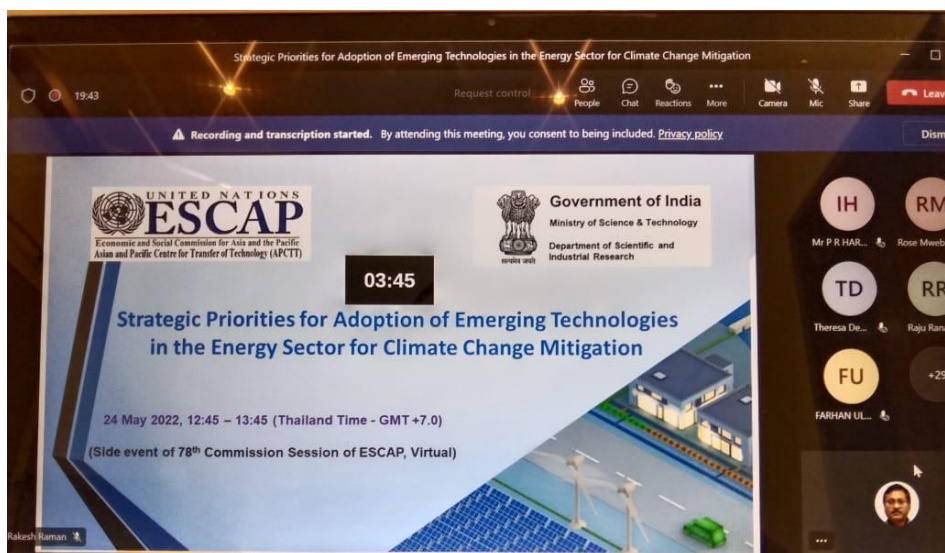 Strategic Priorities for Adoption of Emerging Technologies in the Energy Sector for Climate Change Mitigation
19:43
Request control
People
Chat
Reactions
More
Camera
Mic
Share
Leav
Recording and transcription started. By attending this meeting, you consent to being included. Privacy policy
Dism
UNITED NATIONS
ESCAP
Economic and Social Commission for Asia and the Pacific
Asian and Pacific Centre for Transfer of Technology (APCTT)
Government of India
Ministry of Science & Technology
Department of Scientific and
Industrial Research
सत्यमेव जयते
03:45
Strategic Priorities for Adoption of Emerging Technologies
in the Energy Sector for Climate Change Mitigation
24 May 2022, 12:45 – 13:45 (Thailand Time - GMT +7.0)
(Side event of 78th Commission Session of ESCAP, Virtual)
Rakesh Raman
IH
Mr P R HAR...
RM
Rose Mweb
TD
Theresa De...
RR
Raju Rana
FU
FARHAN UL...
+29